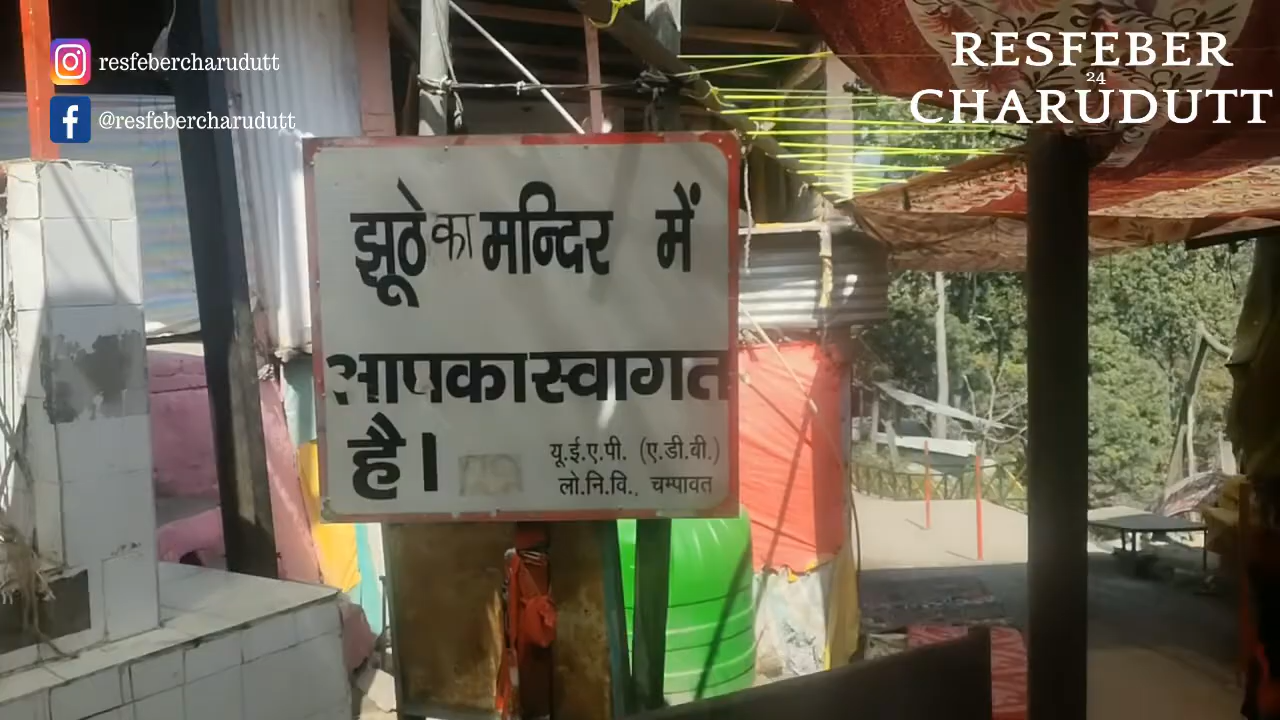 resfebercharudutt
@resfebercharudutt
RESFEBER
24
CHARUDUTT
झूठे का मन्दिर में
आपका स्वागत
है।
यू.ई.ए.पी. (ए.डी.वी.)
लो.नि.वि., चम्पावत